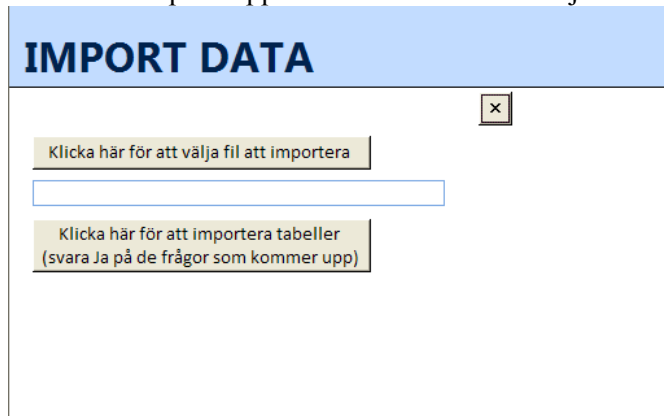 IMPORT DATA
×
Klicka här för att välja fil att importera
Klicka här för att importera tabeller
(svara Ja på de frågor som kommer upp)